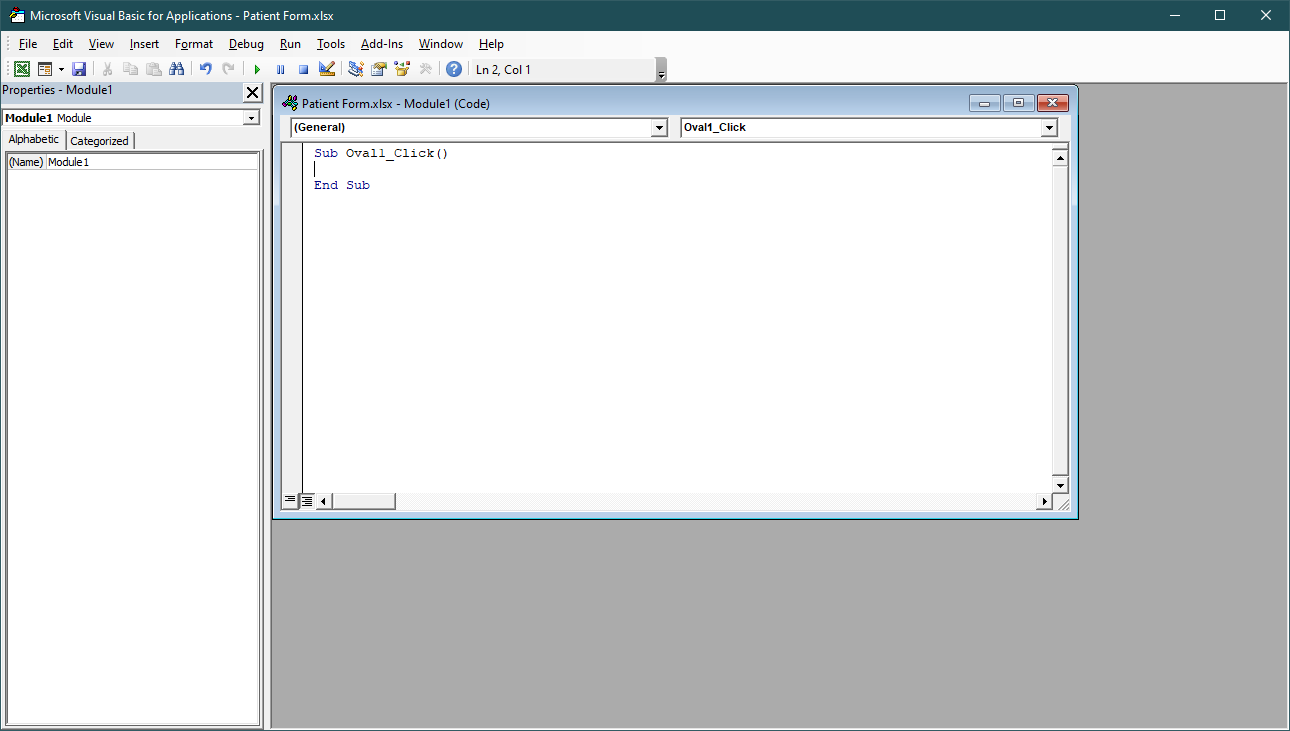 Microsoft Visual Basic for Applications - Patient Form.xlsx
File Edit View Insert Format Debug Run Tools Add-Ins Window Help
Ln 2, Col 1
Properties - Module1
Module1 Module
Alphabetic Categorized
(Name) Module1
Patient Form.xlsx - Module1 (Code)
(General) Oval1_Click
Sub Oval1_Click()
End Sub